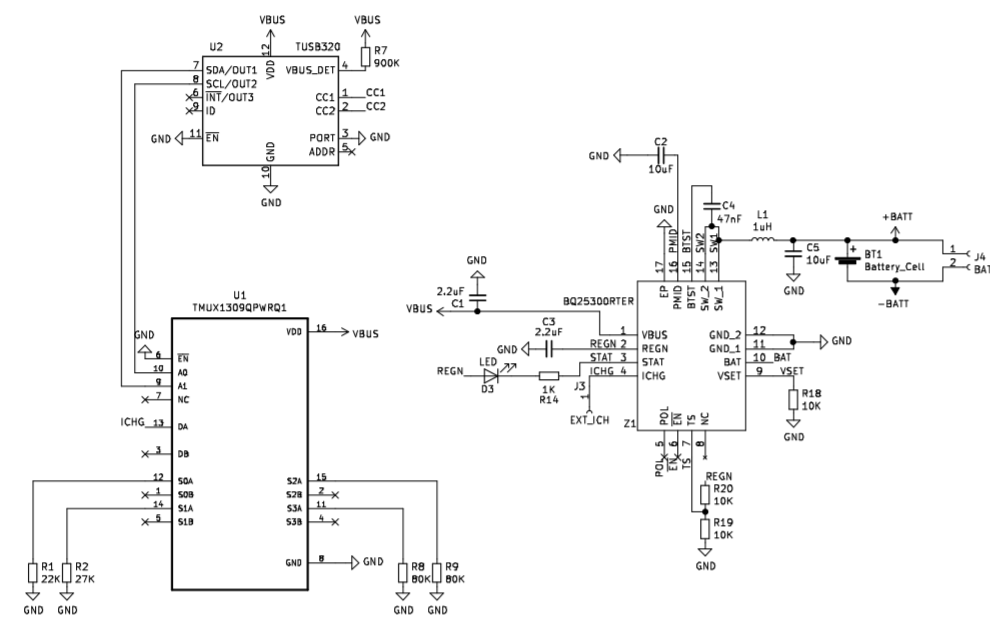 VBUS
VBUS
U2
TUSB320
R7
900K
12
VDD
7
SDA/OUT1
VBUS_DET
4
8
SCL/OUT2
6
INT/OUT3
CC1
1
CC1
9
ID
CC2
2
CC2
GND
11
EN
PORT
3
GND
ADDR
5
GND
10
GND
C2
GND
10uF
C4
47nF
GND
PMID
BTST
SW2
SW1
L1
1uH
+BATT
17
16
15
14
13
C5
10uF
BT1
Battery_Cell
+
1
2
J4
BAT
GND
-BATT
EP
PMID
BTST
SW_2
SW_1
GND
2.2uF
C1
BQ25300RTER
VBUS
1
VBUS
GND_2
12
C3
2.2uF
GND
REGN
2
REGN
GND_1
11
GND
STAT
3
STAT
BAT
10
BAT
ICHG
4
ICHG
VSET
9
VSET
REGN
LED
D3
1K
R14
J3
1
EXT_ICH
R18
10K
GND
Z1
POL
EN
TS
NC
5
6
7
8
POL
EN
TS
REGN
R20
10K
R19
10K
GND
U1
TMUX1309QPWRQ1
VDD
16
VBUS
GND
6
EN
10
A0
9
A1
7
NC
ICHG
13
DA
3
DB
12
S0A
S2A
15
1
S0B
S2B
2
14
S1A
S3A
11
5
S1B
S3B
4
GND
8
GND
R1
22K
R2
27K
R8
80K
R9
80K
GND
GND
GND
GND